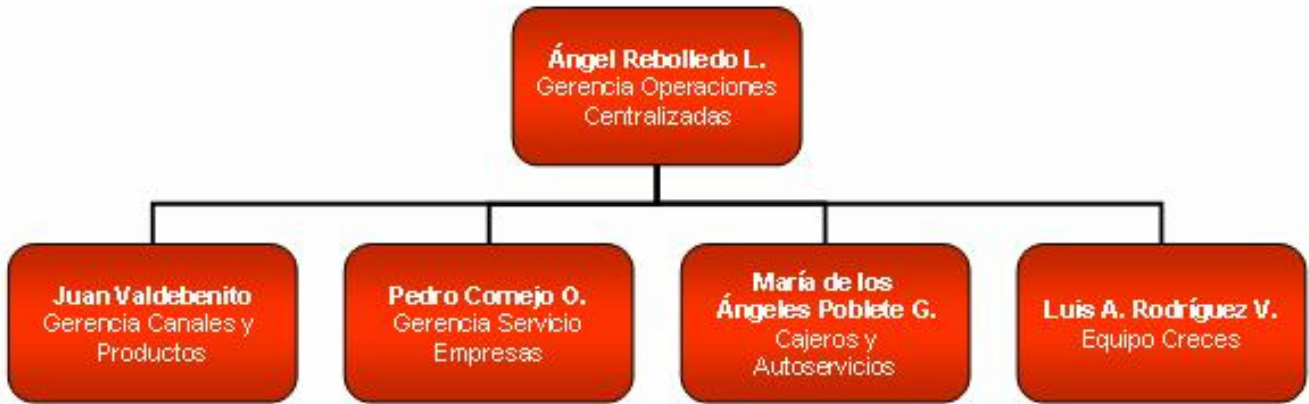 Ángel Rebolledo L.
Gerencia Operaciones
Centralizadas
Juan Valdebenito
Gerencia Canales y
Productos
Pedro Cornejo O.
Gerencia Servicio
Empresas
María de los
Ángeles Poblete G.
Cajeros y
Autoservicios
Luis A. Rodríguez V.
Equipo Creces